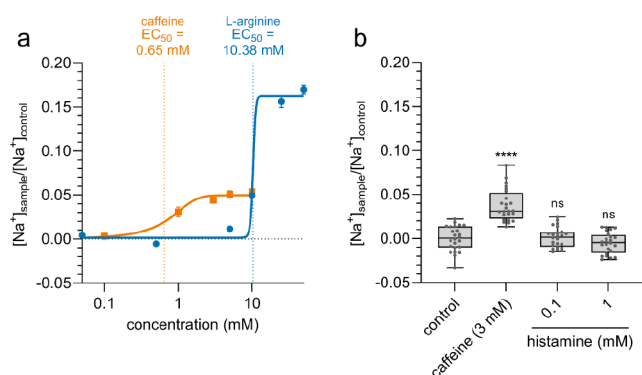 a
caffeine
EC50 =
0.65 mM
L-arginine
EC50 =
10.38 mM
[Na+]sample/[Na+]control
0.20
0.15
0.10
0.05
0.00
-0.05
0.1
1
10
concentration (mM)
b
[Na+]sample/[Na+]control
0.20
0.15
0.10
0.05
0.00
-0.05
****
ns
ns
control
caffeine (3 mM)
0.1
1
histamine (mM)